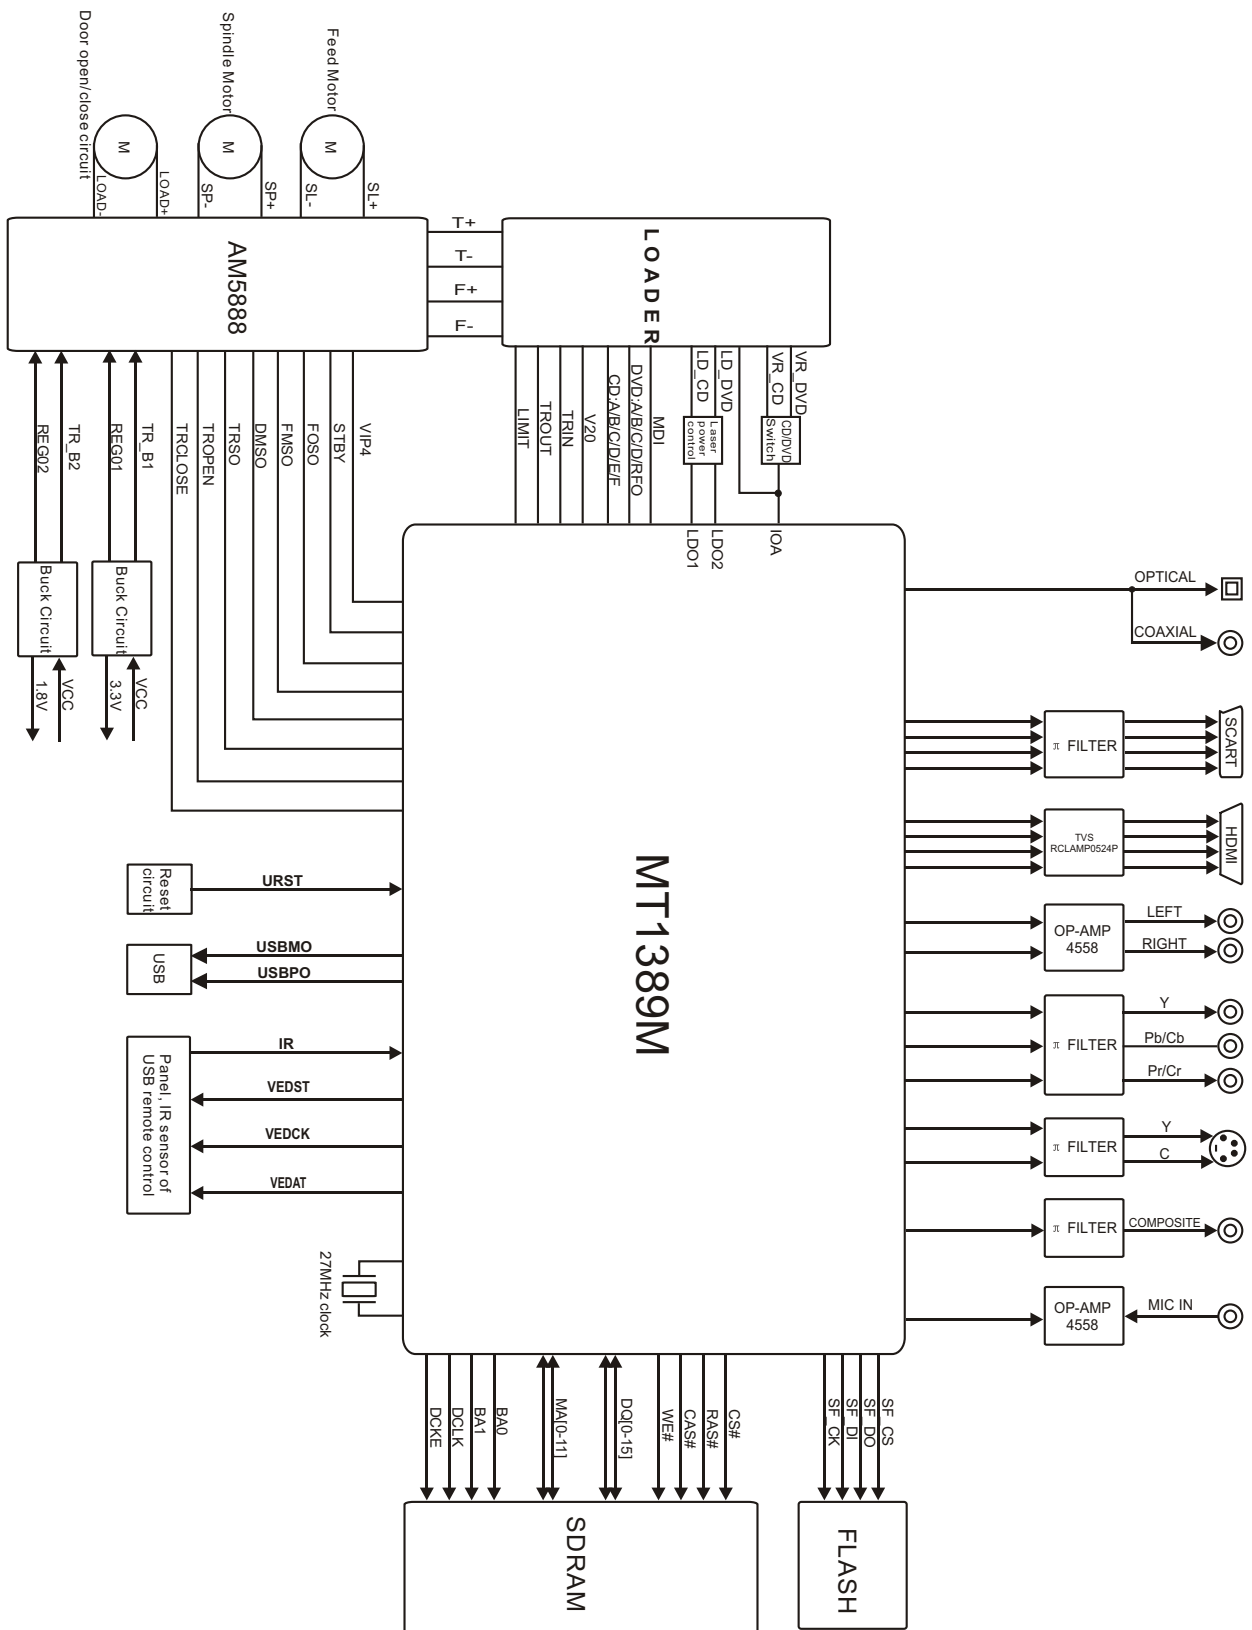 Door open/close circuit
Spindle Motor
Feed Motor
M
M
M
LOAD-
LOAD+
SP-
SP+
SL-
SL+
AM5888
T+
T-
F+
F-
LOADER
REG02
TR_B2
REG01
TR_B1
TRCLOSE
TROPEN
TRSO
DMSO
FMSO
FOSO
STBY
VIP4
LIMIT
TROUT
TRIN
V20
CD:A/B/C/D/E/F
DVD:A/B/C/D/RFO
MDI
LD_CD
LD_DVD
VR_CD
VR_DVD
Laser
power
control
CD/DVD
Switch
LDO1
LDO2
IOA
Buck Circuit
Buck Circuit
1.8V
VCC
3.3V
VCC
MT1389M
OPTICAL
COAXIAL
π FILTER
SCART
TVS
RCLAMP0524P
HDMI
OP-AMP
4558
LEFT
RIGHT
π FILTER
Y
Pb/Cb
Pr/Cr
π FILTER
Y
C
π FILTER
COMPOSITE
OP-AMP
4558
MIC IN
Reset
circuit
URST
USB
USBMO
USBPO
Panel, IR sensor of
USB remote control
IR
VEDST
VEDCK
VEDAT
27MHz clock
DCKE
DCLK
BA1
BA0
MA[0-11]
DQ[0-15]
WE#
CAS#
RAS#
CS#
SF_CK
SF_DI
SF_DO
SF_CS
SDRAM
FLASH